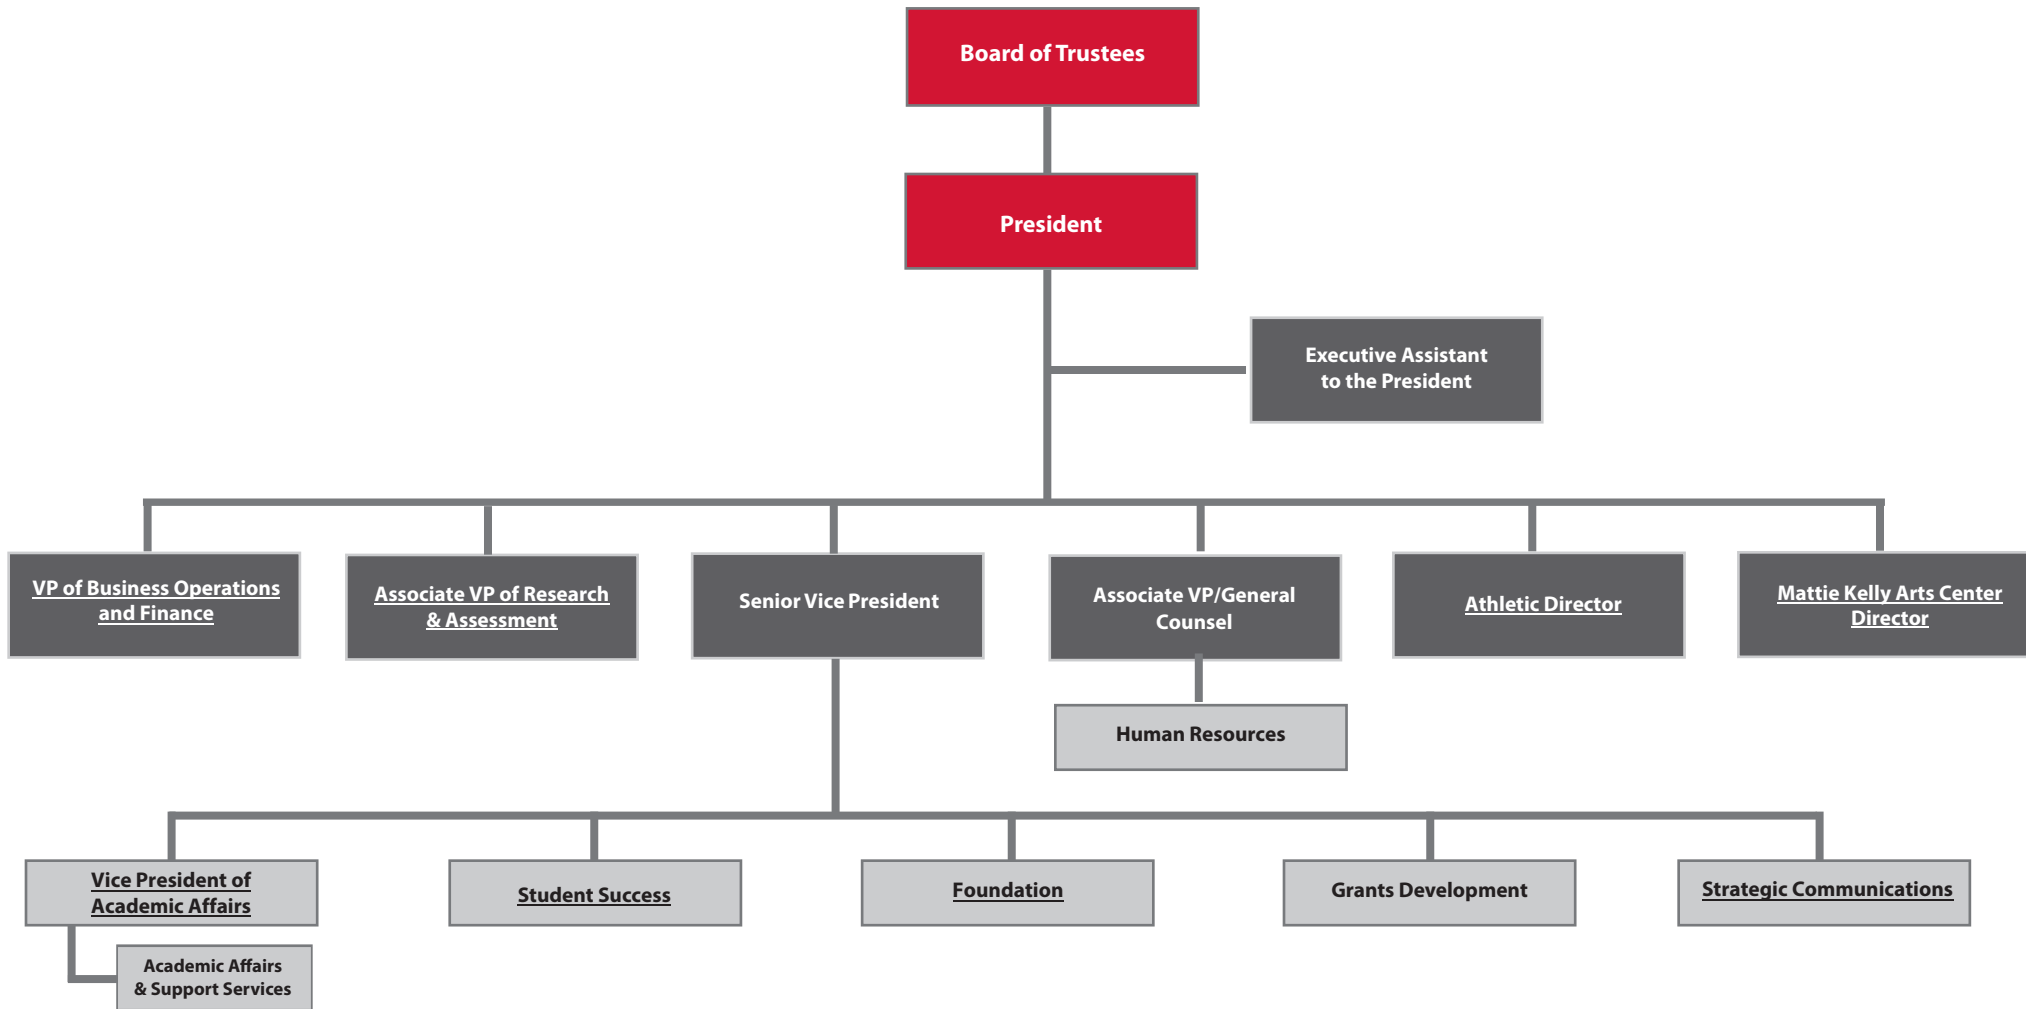 Board of Trustees
President
Executive Assistant
to the President
VP of Business Operations
and Finance
Associate VP of Research
& Assessment
Senior Vice President
Associate VP/General
Counsel
Athletic Director
Mattie Kelly Arts Center
Director
Human Resources
Vice President of
Academic Affairs
Student Success
Foundation
Grants Development
Strategic Communications
Academic Affairs
& Support Services